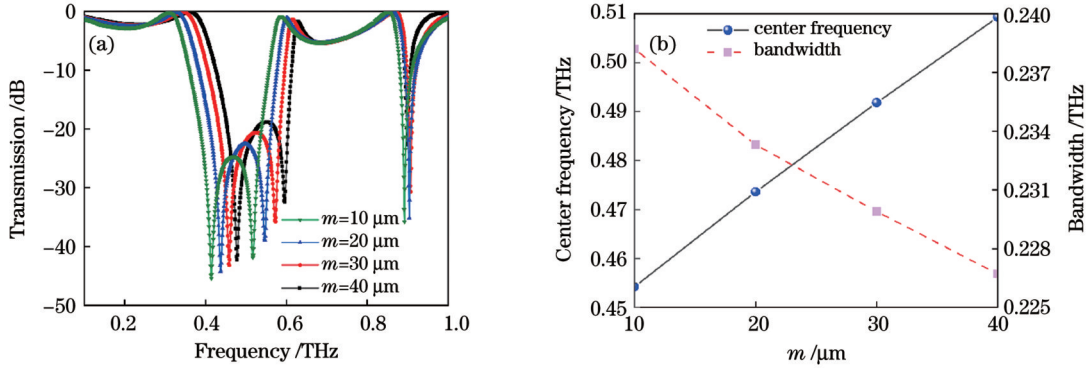 (a)
Transmission /dB
0
−10
−20
−30
−40
−50
0.2
0.4
0.6
0.8
1.0
Frequency /THz
m=10 μm
m=20 μm
m=30 μm
m=40 μm
(b)
center frequency
bandwidth
Center frequency /THz
0.51
0.50
0.49
0.48
0.47
0.46
0.45
10
20
30
40
m /μm
0.240
0.237
0.234
0.231
0.228
0.225
Bandwidth /THz